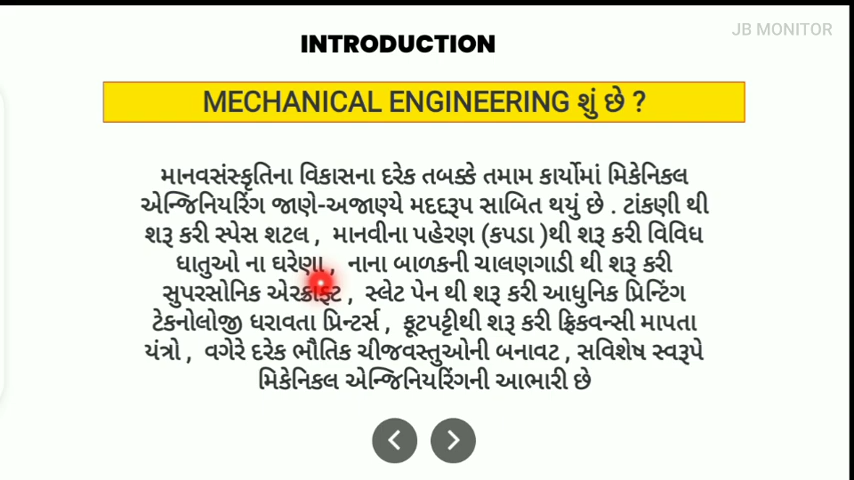 JB MONITOR
INTRODUCTION
MECHANICAL ENGINEERING શું છે ?
માનવસંસ્કૃતિના વિકાસના દરેક તબક્કે તમામ કાર્યોમાં મિકેનિકલ
એન્જિનિયરિંગ જાણે-અજાણ્યે મદદરૂપ સાબિત થયું છે . ટાંકણી થી
શરૂ કરી સ્પેસ શટલ , માનવીના પહેરણ (કપડા )થી શરૂ કરી વિવિધ
ધાતુઓ ના ઘરેણા , નાના બાળકની ચાલણગાડી થી શરૂ કરી
સુપરસોનિક એરક્રાફ્ટ , સ્લેટ પેન થી શરૂ કરી આધુનિક પ્રિન્ટિંગ
ટેકનોલોજી ધરાવતા પ્રિન્ટર્સ , ફૂટપટ્ટીથી શરૂ કરી ફ્રિકવન્સી માપતા
યંત્રો , વગેરે દરેક ભૌતિક ચીજવસ્તુઓની બનાવટ , સવિશેષ સ્વરૂપે
મિકેનિકલ એન્જિનિયરિંગની આભારી છે